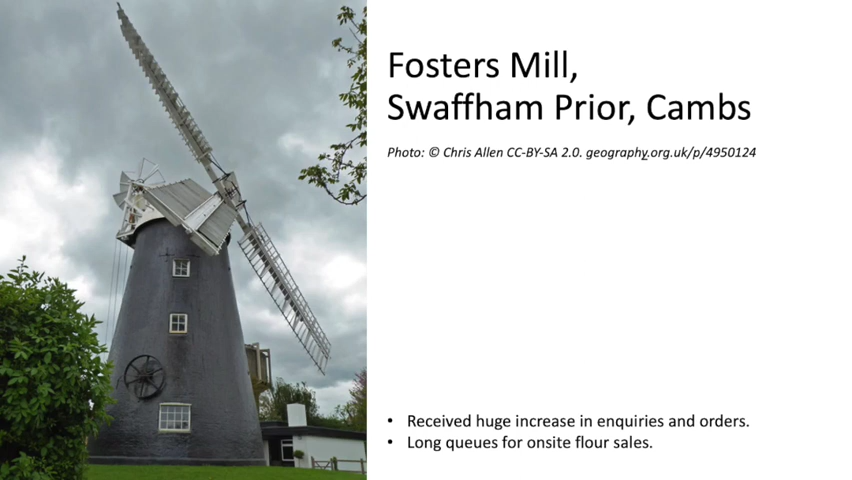 Fosters Mill,
Swaffham Prior, Cambs
Photo: © Chris Allen CC-BY-SA 2.0. geography.org.uk/p/4950124
• Received huge increase in enquiries and orders.
• Long queues for onsite flour sales.